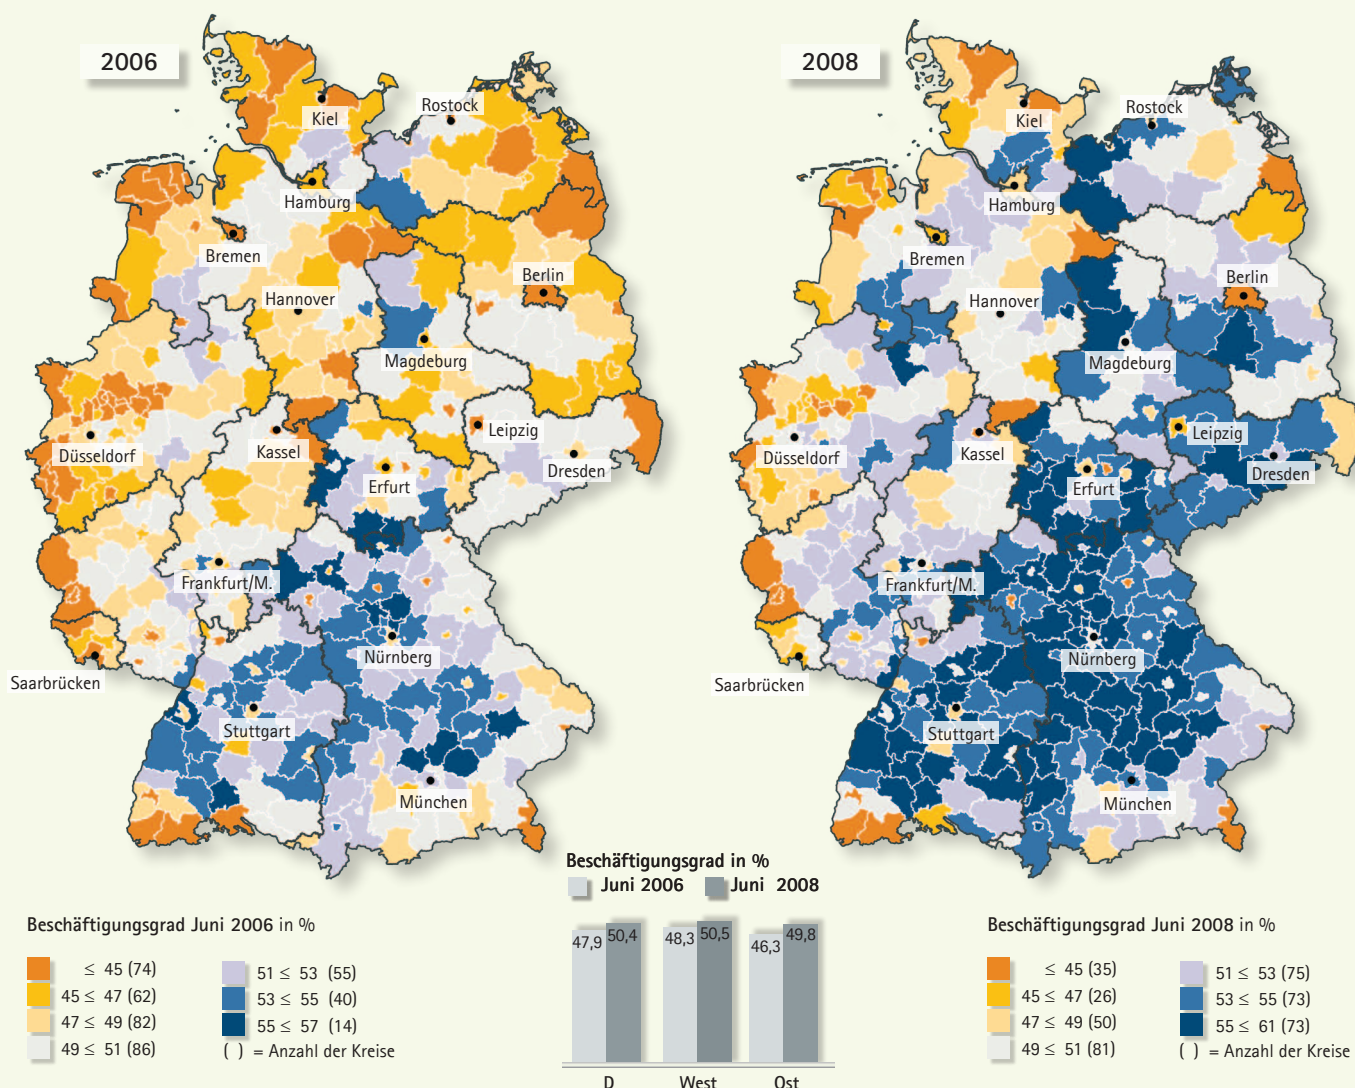 2006
Kiel
Rostock
Hamburg
Bremen
Berlin
Hannover
Magdeburg
Düsseldorf
Kassel
Leipzig
Erfurt
Dresden
Frankfurt/M.
Nürnberg
Saarbrücken
Stuttgart
München
2008
Kiel
Rostock
Hamburg
Bremen
Berlin
Hannover
Magdeburg
Düsseldorf
Kassel
Leipzig
Erfurt
Dresden
Frankfurt/M.
Nürnberg
Saarbrücken
Stuttgart
München
Beschäftigungsgrad Juni 2006 in %
≤ 45 (74)
45 ≤ 47 (62)
47 ≤ 49 (82)
49 ≤ 51 (86)
51 ≤ 53 (55)
53 ≤ 55 (40)
55 ≤ 57 (14)
( ) = Anzahl der Kreise
Beschäftigungsgrad in %
Juni 2006 Juni 2008
47,9 50,4 48,3 50,5 46,3 49,8
D West Ost
Beschäftigungsgrad Juni 2008 in %
≤ 45 (35)
45 ≤ 47 (26)
47 ≤ 49 (50)
49 ≤ 51 (81)
51 ≤ 53 (75)
53 ≤ 55 (73)
55 ≤ 61 (73)
( ) = Anzahl der Kreise